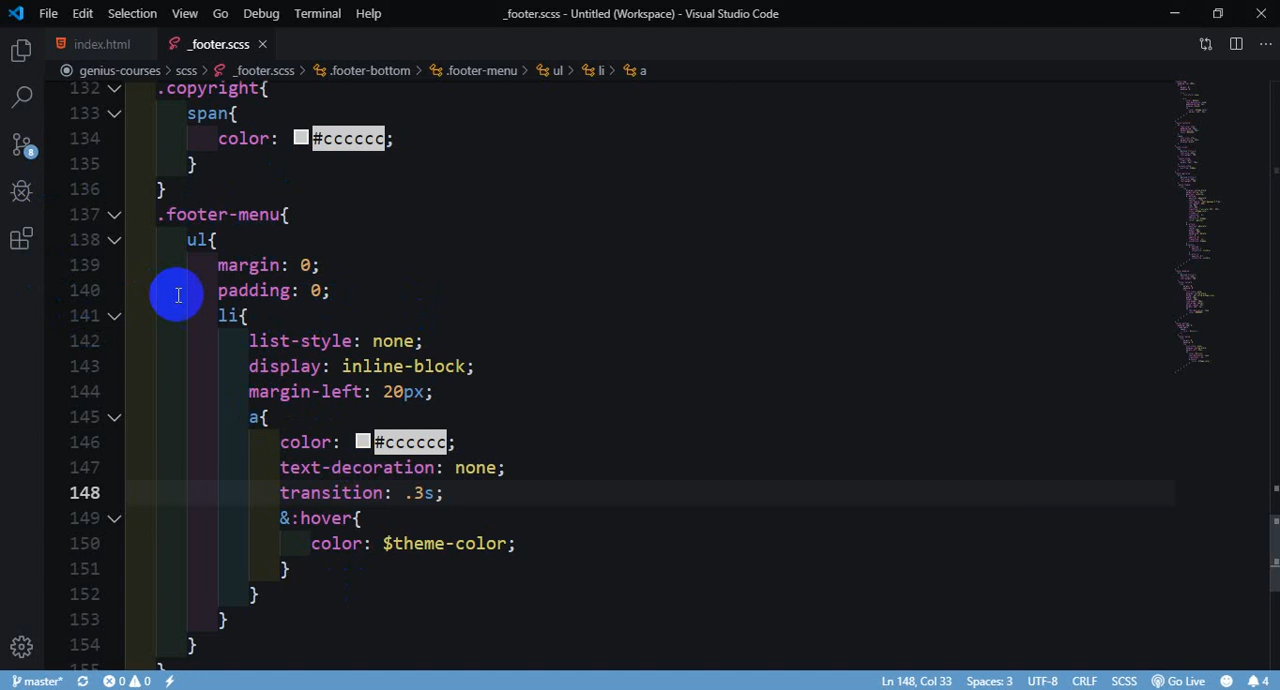 File Edit Selection View Go Debug Terminal Help _footer.scss - Untitled (Workspace) - Visual Studio Code
index.html _footer.scss
genius-courses > scss > _footer.scss > .footer-bottom > .footer-menu > ul > li > a
132 .copyright{
133 span{
134 color: #cccccc;
135 }
136 }
137 .footer-menu{
138 ul{
139 margin: 0;
140 padding: 0;
141 li{
142 list-style: none;
143 display: inline-block;
144 margin-left: 20px;
145 a{
146 color: #cccccc;
147 text-decoration: none;
148 transition: .3s;
149 &:hover{
150 color: $theme-color;
151 }
152 }
153 }
154 }
155 }
8
master* 0 0 Ln 148, Col 33 Spaces: 3 UTF-8 CRLF SCSS Go Live 4